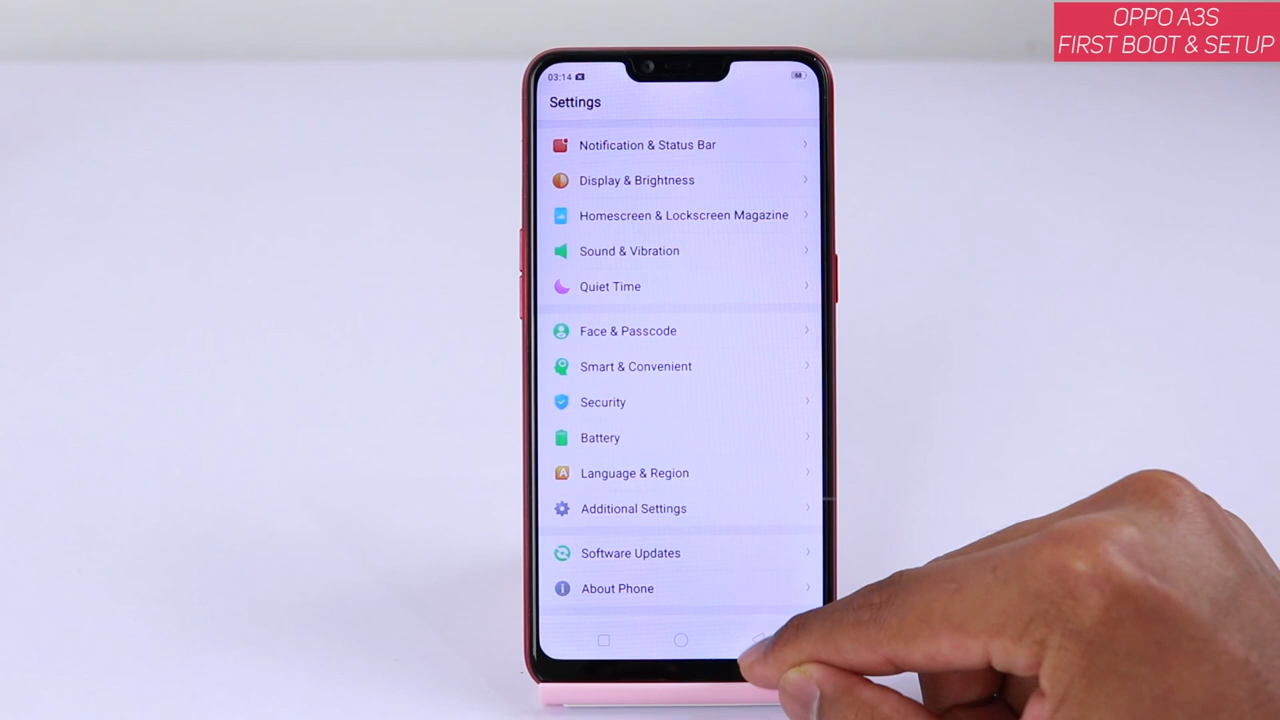 OPPO A3S
FIRST BOOT & SETUP
03:14
68
Settings
Notification & Status Bar
Display & Brightness
Homescreen & Lockscreen Magazine
Sound & Vibration
Quiet Time
Face & Passcode
Smart & Convenient
Security
Battery
A
Language & Region
Additional Settings
Software Updates
About Phone